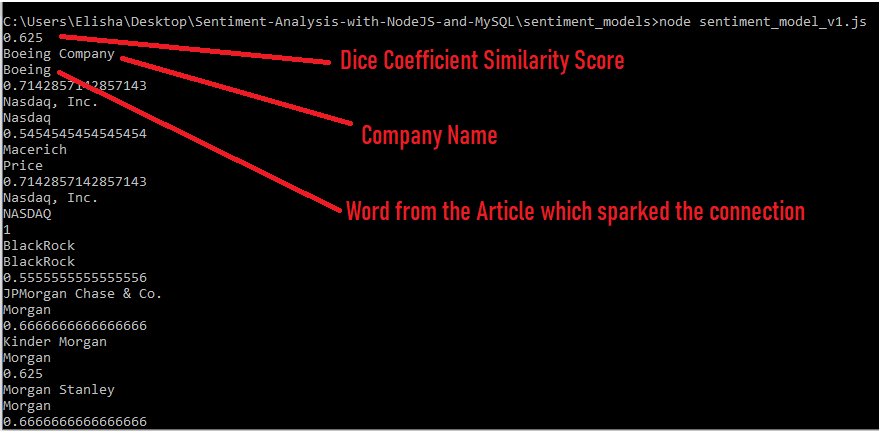 C:\Users\Elisha\Desktop\Sentiment-Analysis-with-NodeJS-and-MySQL\sentiment_models>node sentiment_model_v1.js
0.625
Dice Coefficient Similarity Score
Boeing Company
Boeing
0.7142857142857143
Nasdaq, Inc.
Nasdaq
0.5454545454545454
Company Name
Macerich
Price
0.7142857142857143
Nasdaq, Inc.
Word from the Article which sparked the connection
NASDAQ
1
BlackRock
BlackRock
0.5555555555555556
JPMorgan Chase & Co.
Morgan
0.6666666666666666
Kinder Morgan
Morgan
0.625
Morgan Stanley
Morgan
0.6666666666666666